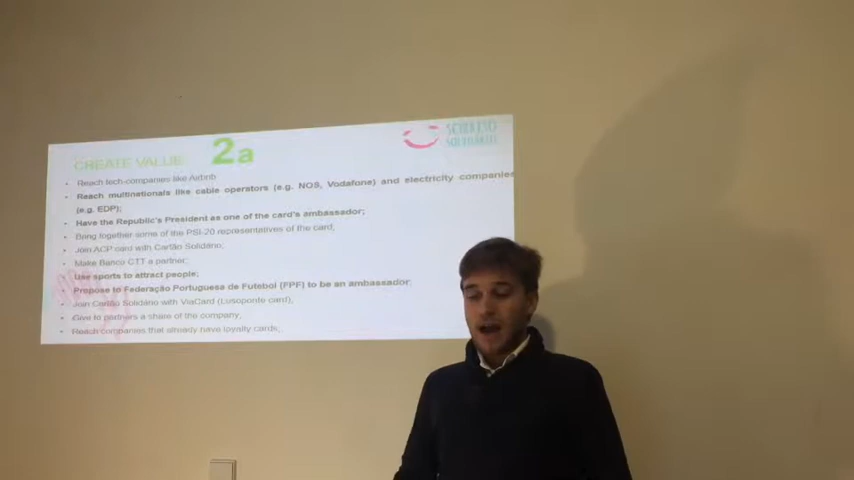 CREATE VALUE 2a
SORRISO
SOLIDÁRIO
• Reach tech-companies like Airbnb
• Reach multinationals like cable operators (e.g. NOS, Vodafone) and electricity companies
(e.g. EDP);
• Have the Republic's President as one of the card's ambassador;
• Bring together some of the PSI-20 representatives of the card;
• Join ACP card with Cartão Solidário;
• Make Banco CTT a partner;
• Use sports to attract people;
• Propose to Federação Portuguesa de Futebol (FPF) to be an ambassador;
• Join Cartão Solidário with ViaCard (Lusoponte card),
• Give to partners a share of the company;
• Reach companies that already have loyalty cards;